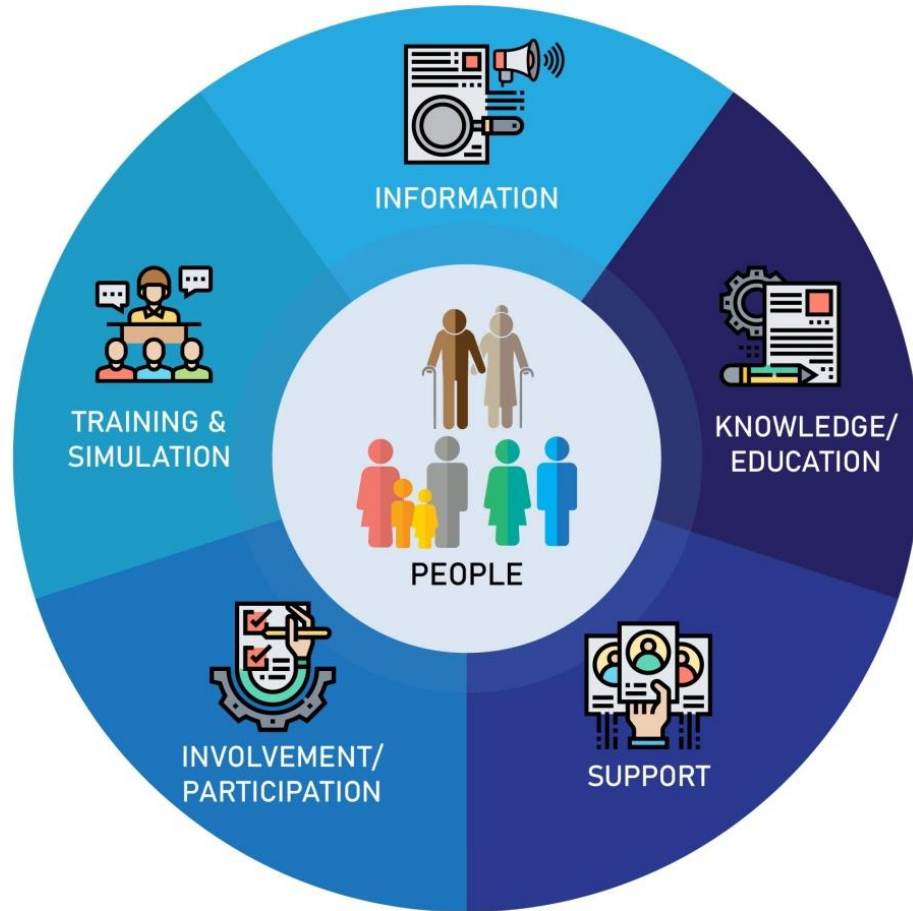 INFORMATION
KNOWLEDGE/
EDUCATION
SUPPORT
INVOLVEMENT/
PARTICIPATION
TRAINING &
SIMULATION
PEOPLE